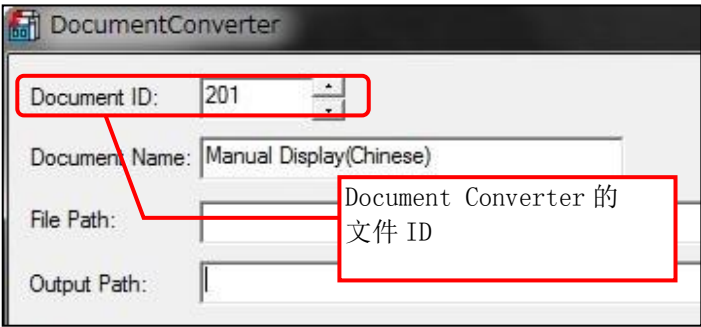 DocumentConverter
Document ID: 201
Document Name: Manual Display(Chinese)
File Path:
Document Converter 的
文件 ID
Output Path: